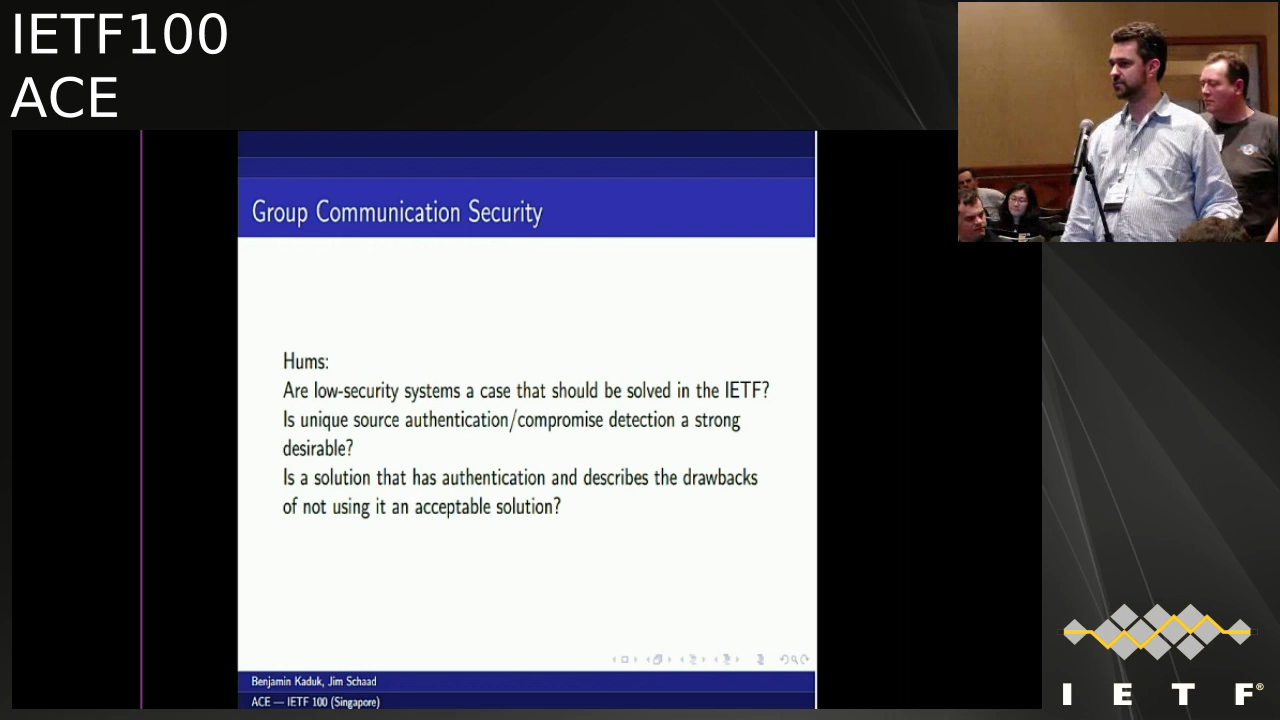 IETF100
ACE
Group Communication Security
Hums:
Are low-security systems a case that should be solved in the IETF?
Is unique source authentication/compromise detection a strong
desirable?
Is a solution that has authentication and describes the drawbacks
of not using it an acceptable solution?
Benjamin Kaduk, Jim Schaad
ACE — IETF 100 (Singapore)
I E T F®